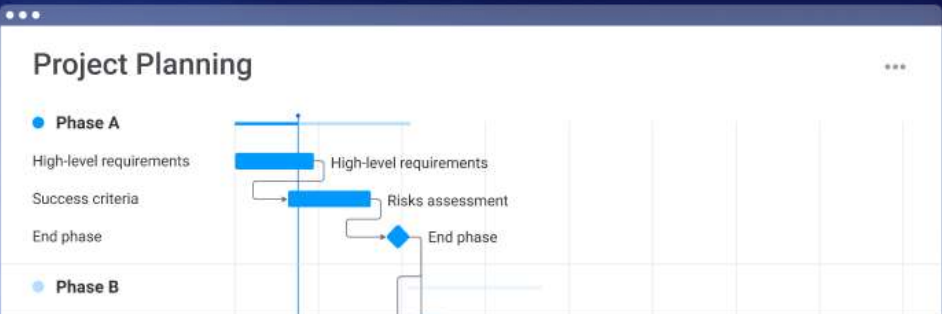 Project Planning
Phase A
High-level requirements High-level requirements
Success criteria Risks assessment
End phase End phase
Phase B